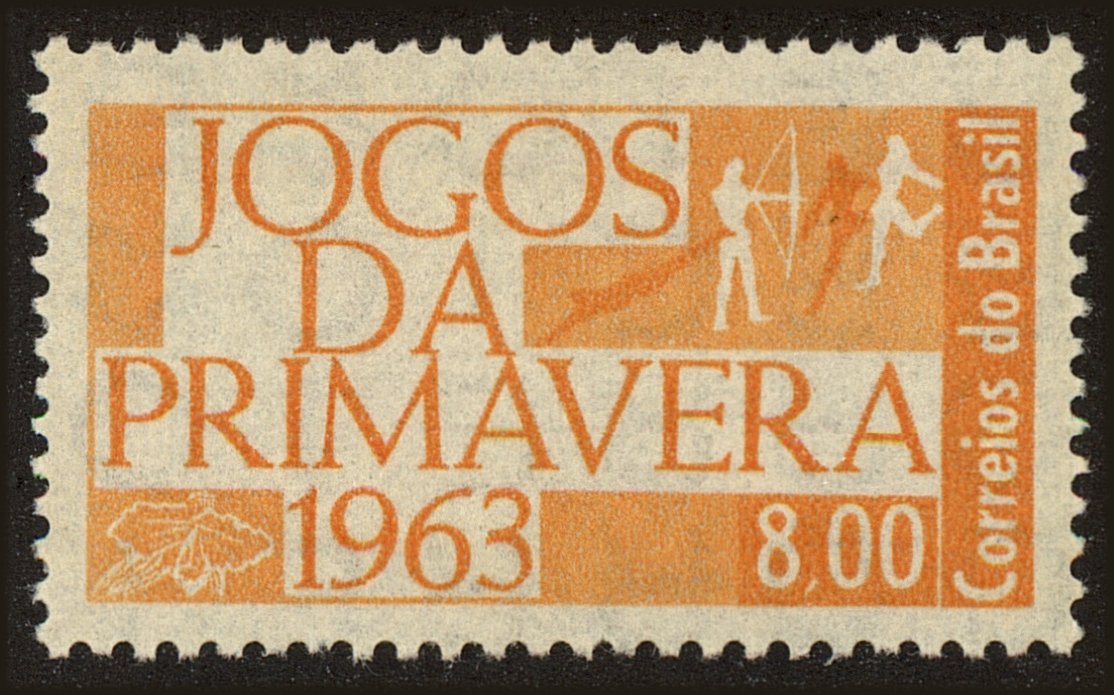 JOGOS
DA
PRIMAVERA
1963
8,00
Correios do Brasil